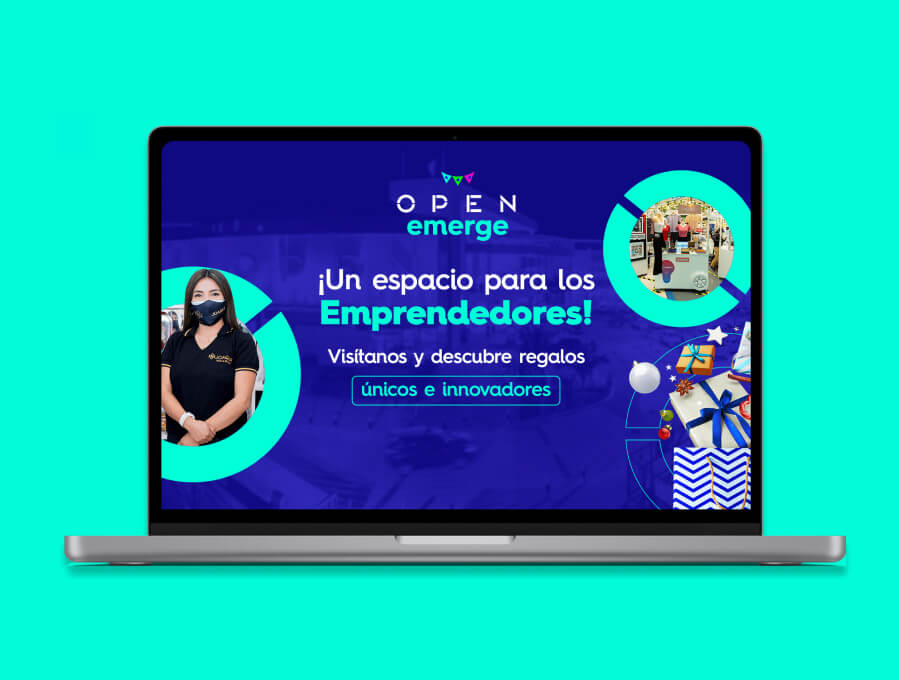 OPEN
emerge
¡Un espacio para los
Emprendedores!
Visítanos y descubre regalos
únicos e innovadores